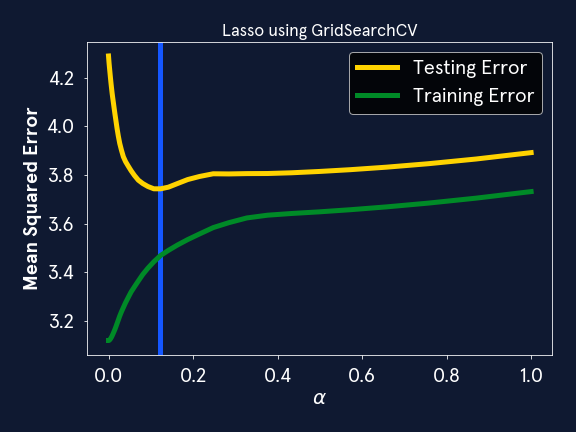 Lasso using GridSearchCV
Testing Error
Training Error
Mean Squared Error
4.2
4.0
3.8
3.6
3.4
3.2
0.0 0.2 0.4 0.6 0.8 1.0
α